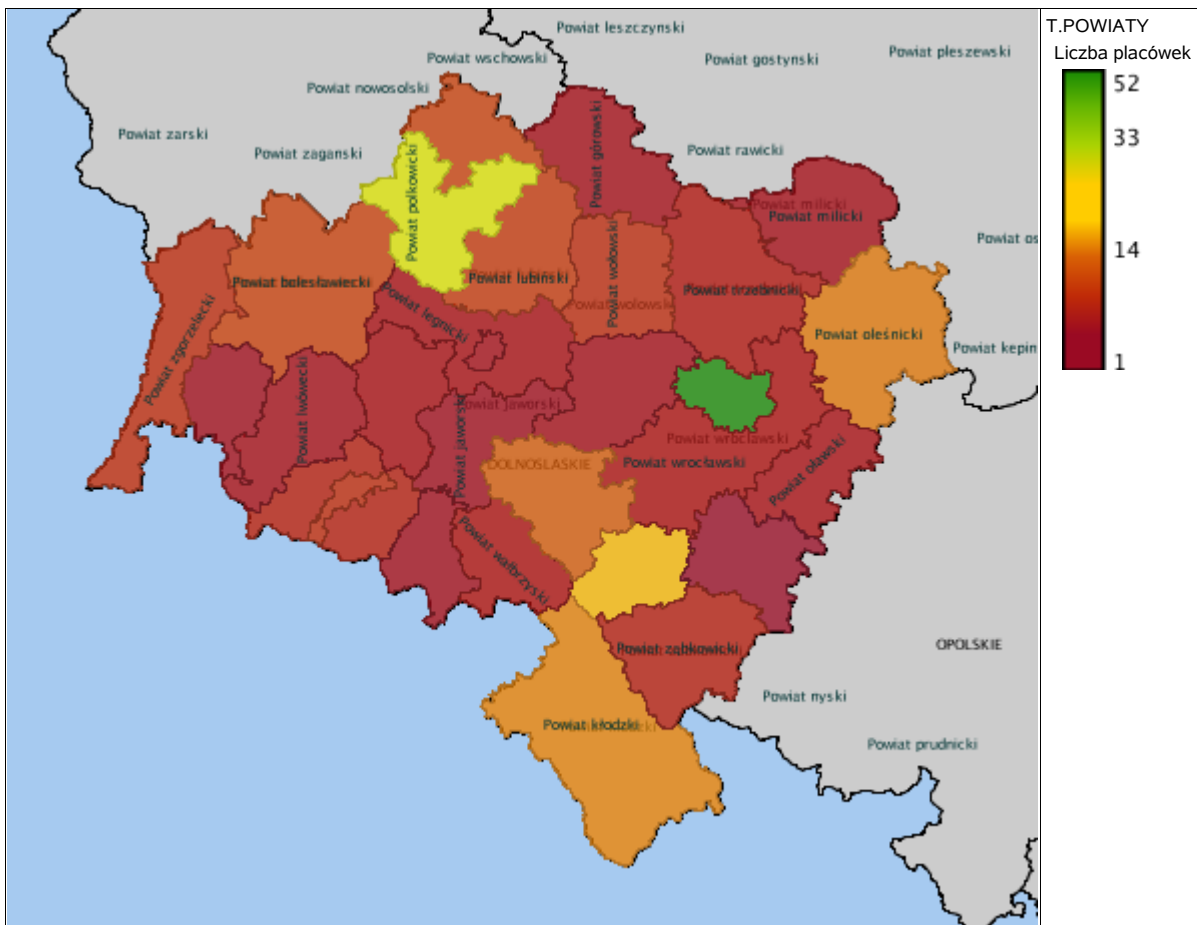 T.POWIATY
Liczba placówek
52
33
14
1
Powiat leszczynski
Powiat wschowski
Powiat gostynski
Powiat pleszewski
Powiat nowosolski
Powiat zarski
Powiat zaganski
Powiat polkowicki
Powiat górowski
Powiat rawicki
Powiat milicki
Powiat milicki
Powiat os
Powiat bolesławiecki
Powiat lubiński
Powiat wołowski
Powiat wolowsk
Powiat trzebnicki
Powiat zgorzelecki
Powiat legnicki
Powiat oleśnicki
Powiat kepin
Powiat lwówecki
Powiat jaworski
Powiat jaworski
Powiat wroclawski
DOLNOSLASKIE
Powiat wrocławski
Powiat oławski
Powiat wałbrzyski
Powiat ząbkowicki
OPOLSKIE
Powiat nyski
Powiat kłodzki
Powiat prudnicki